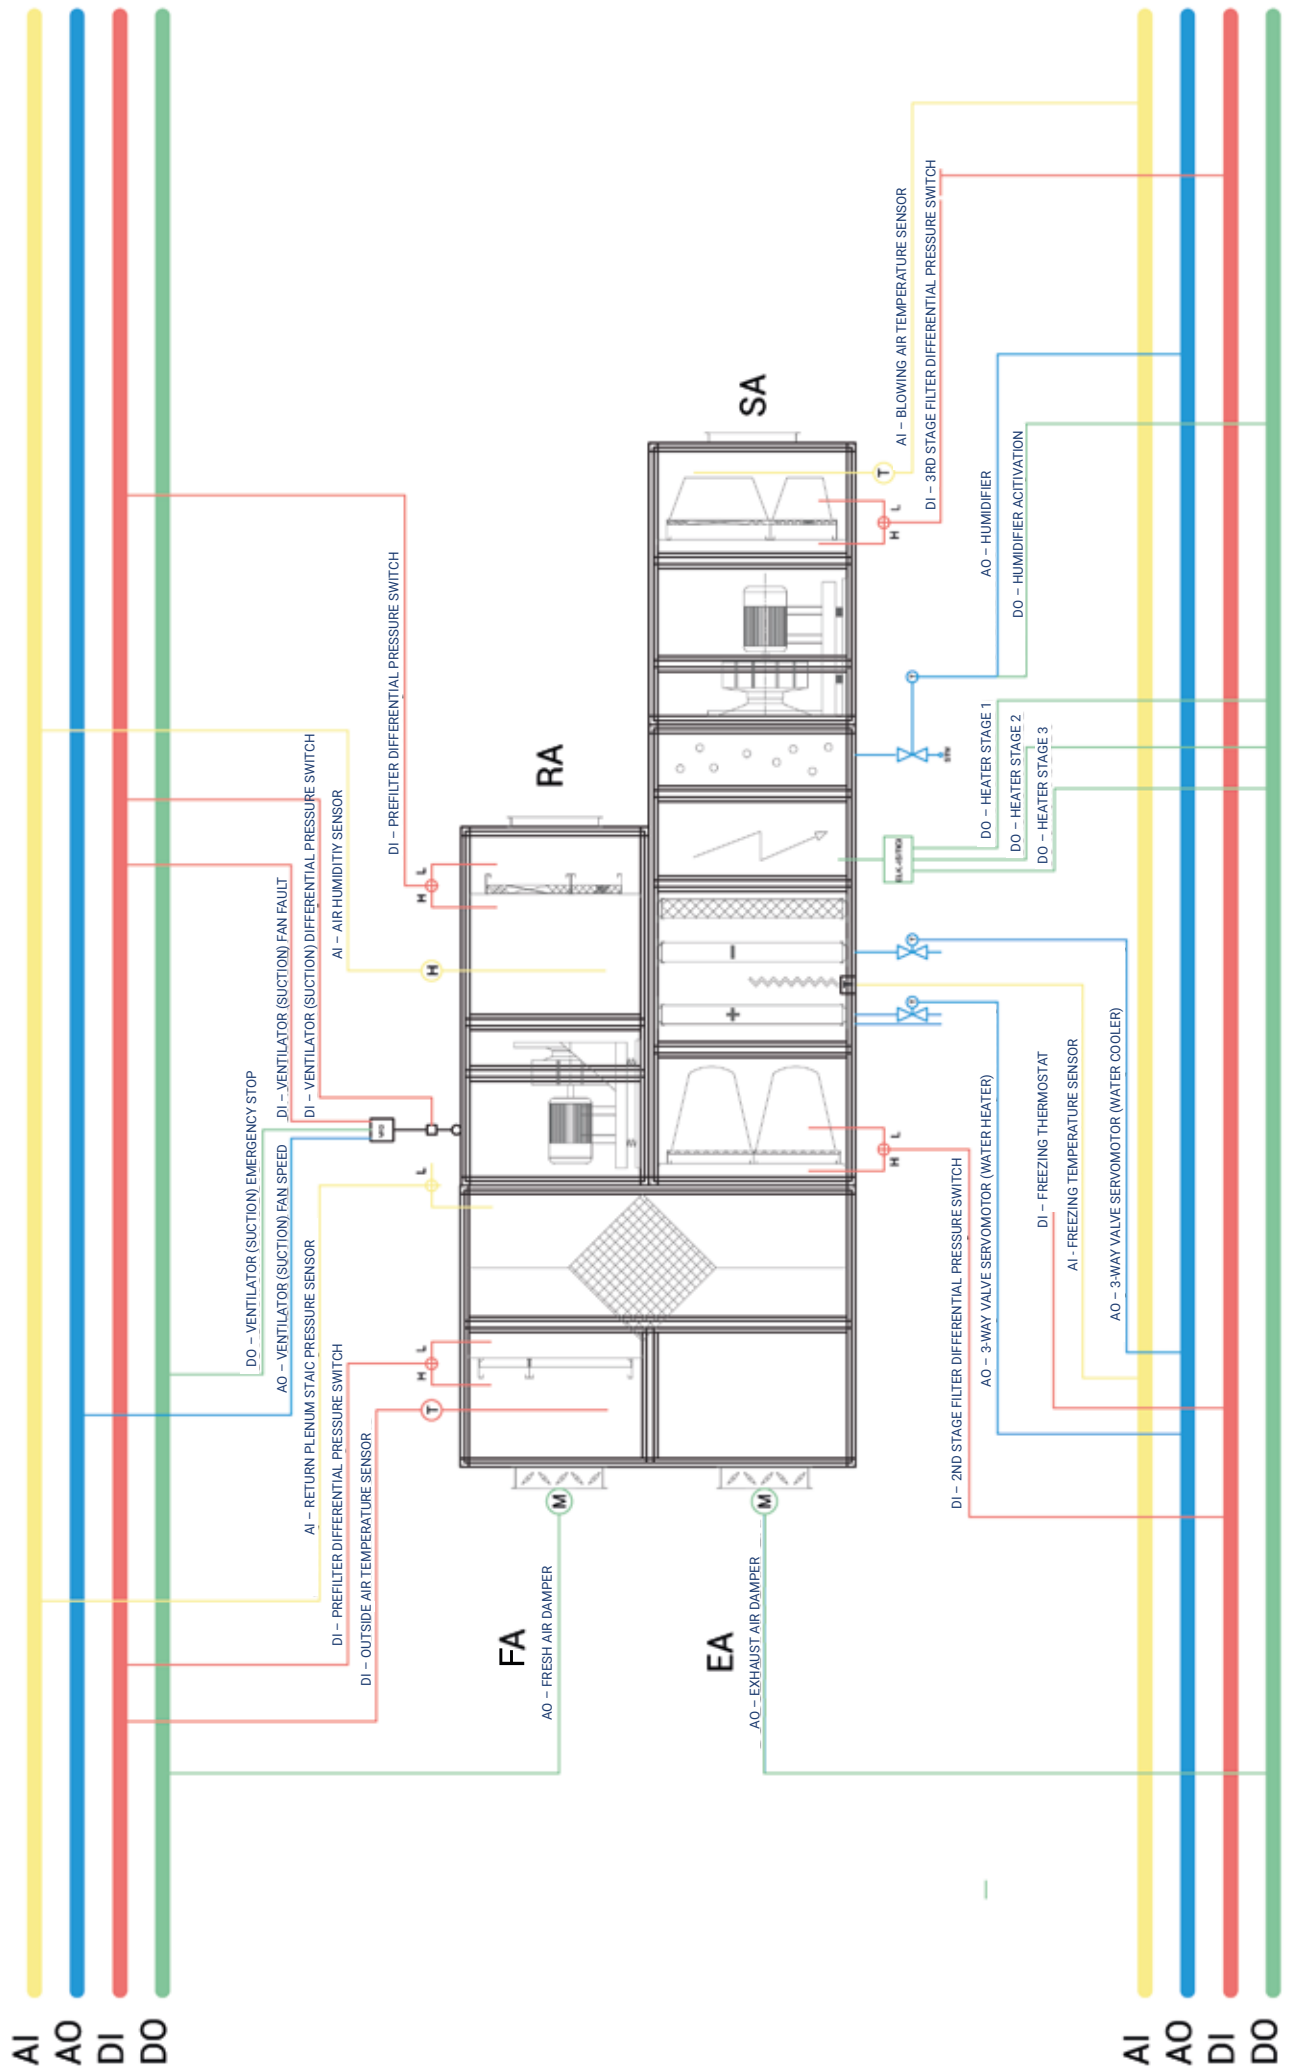 AI
AO
DI
DO
DO – VENTILATOR (SUCTION) EMERGENCY STOP
AO – VENTILATOR (SUCTION) FAN SPEED
DI – VENTILATOR (SUCTION) FAN FAULT
DI – VENTILATOR (SUCTION) DIFFERENTIAL PRESSURE SWITCH
AI – RETURN PLENUM STAIC PRESSURE SENSOR
AI – AIR HUMIDITIY SENSOR
DI – PREFILTER DIFFERENTIAL PRESSURE SWITCH
DI – OUTSIDE AIR TEMPERATURE SENSOR
DI – PREFILTER DIFFERENTIAL PRESSURE SWITCH
T
H
L
L
H
H
L
FA
M
AO – FRESH AIR DAMPER
RA
EA
M
AO – EXHAUST AIR DAMPER
SA
+
–
T
H
L
H
L
T
AI – BLOWING AIR TEMPERATURE SENSOR
DI – 3RD STAGE FILTER DIFFERENTIAL PRESSURE SWITCH
DI – 2ND STAGE FILTER DIFFERENTIAL PRESSURE SWITCH
AO – 3-WAY VALVE SERVOMOTOR (WATER HEATER)
DO – HEATER STAGE 1
DO – HEATER STAGE 2
DO – HEATER STAGE 3
AO – HUMIDIFIER
DO – HUMIDIFIER ACITIVATION
DI – FREEZING THERMOSTAT
AI - FREEZING TEMPERATURE SENSOR
AO – 3-WAY VALVE SERVOMOTOR (WATER COOLER)
AI
AO
DI
DO